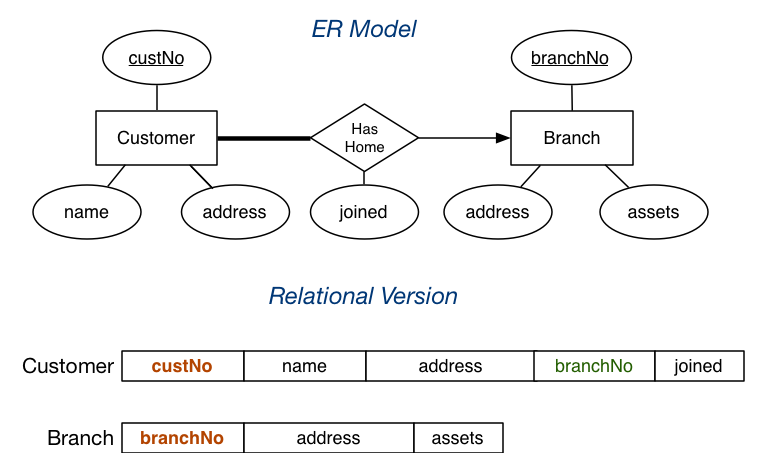 ER Model
custNo
branchNo
Customer
Has
Home
Branch
name
address
joined
address
assets
Relational Version
Customer custNo name address branchNo joined
Branch branchNo address assets